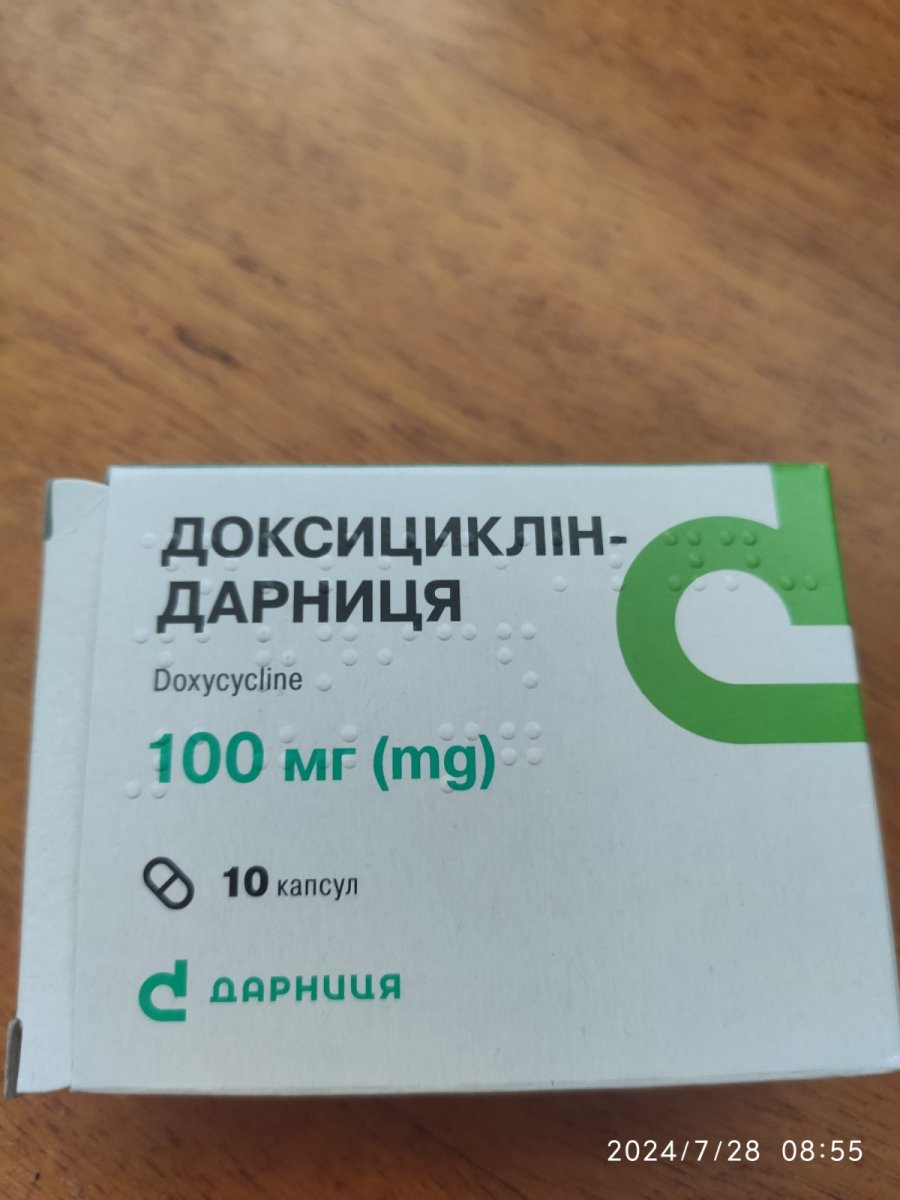 ДОКСИЦИКЛІН-
ДАРНИЦЯ
Doxycycline
100 мг (mg)
10 капсул
ДАРНИЦЯ
2024/7/28 08:55